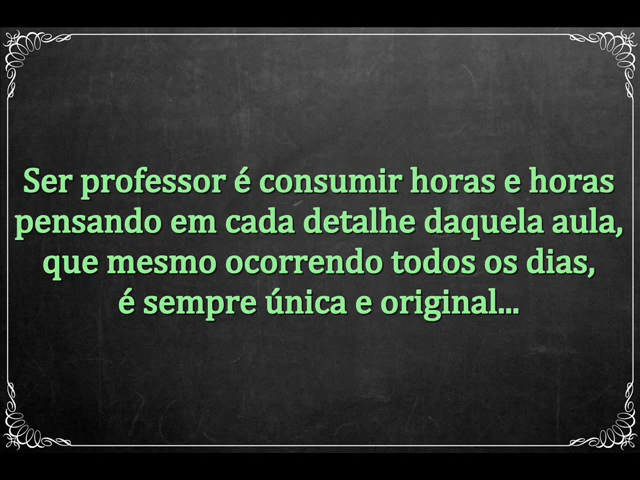 Ser professor é consumir horas e horas
pensando em cada detalhe daquela aula,
que mesmo ocorrendo todos os dias,
é sempre única e original...